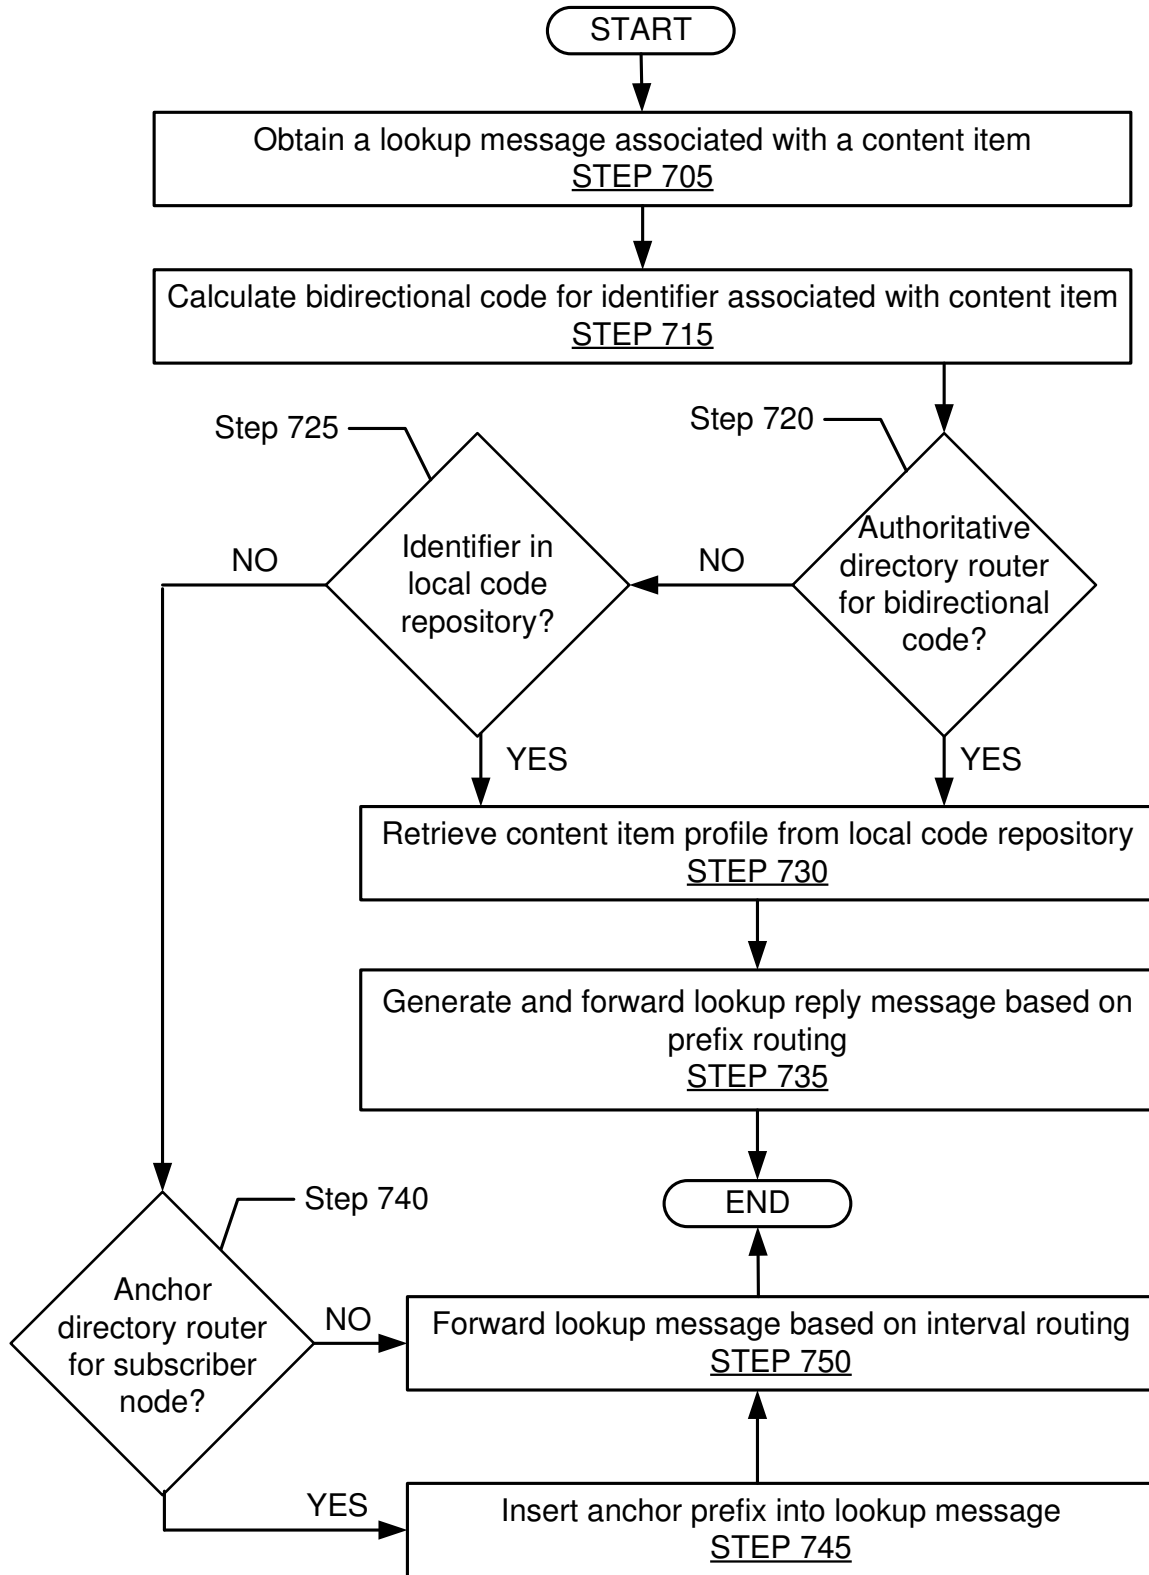 START
Obtain a lookup message associated with a content item
STEP 705
Calculate bidirectional code for identifier associated with content item
STEP 715
Step 725
Step 720
Identifier in
local code
repository?
NO
Authoritative
directory router
for bidirectional
code?
NO
YES
YES
Retrieve content item profile from local code repository
STEP 730
Generate and forward lookup reply message based on
prefix routing
STEP 735
END
Step 740
Anchor
directory router
for subscriber
node?
NO
Forward lookup message based on interval routing
STEP 750
YES
Insert anchor prefix into lookup message
STEP 745